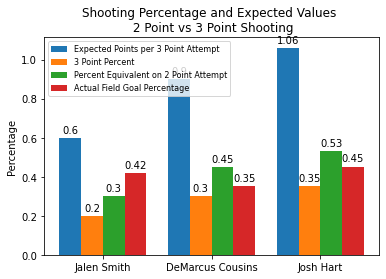 Shooting Percentage and Expected Values
2 Point vs 3 Point Shooting
Percentage
1.0
0.8
0.6
0.4
0.2
0.0
Expected Points per 3 Point Attempt
3 Point Percent
Percent Equivalent on 2 Point Attempt
Actual Field Goal Percentage
0.6
0.2
0.3
0.42
0.9
0.3
0.45
0.35
1.06
0.35
0.53
0.45
Jalen Smith
DeMarcus Cousins
Josh Hart